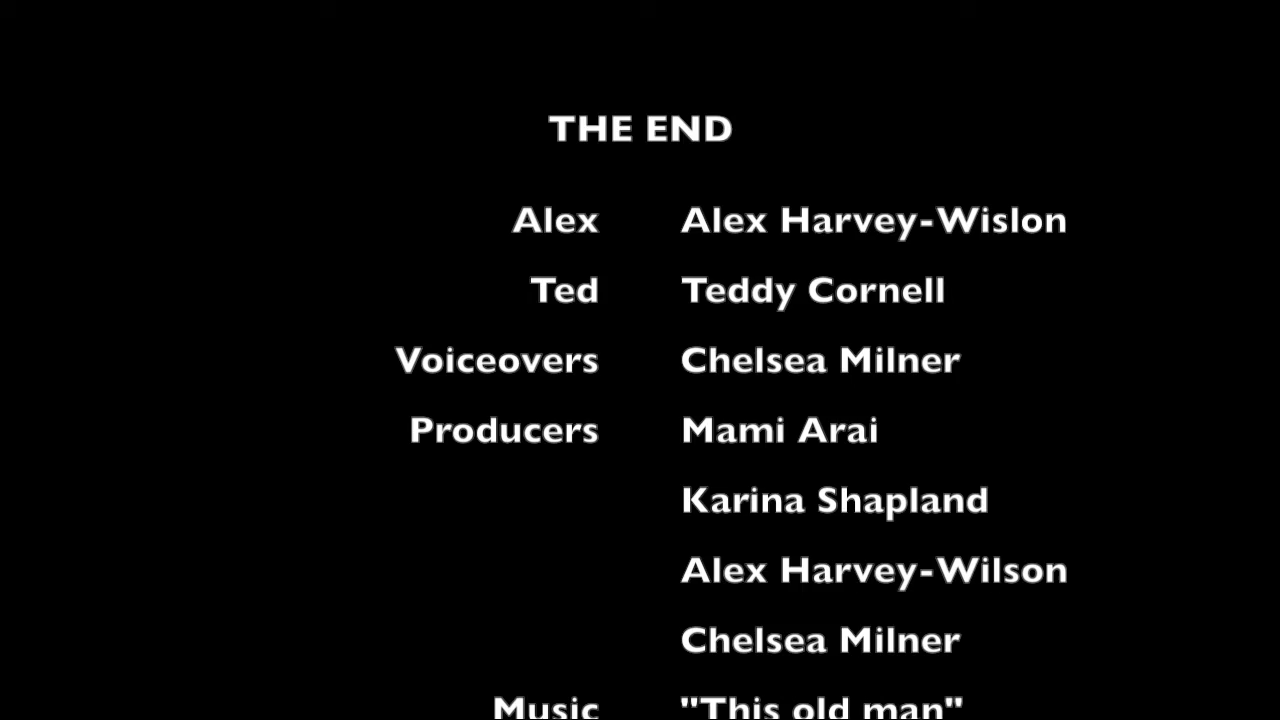 THE END
Alex Alex Harvey-Wislon
Ted Teddy Cornell
Voiceovers Chelsea Milner
Producers Mami Arai
Karina Shapland
Alex Harvey-Wilson
Chelsea Milner
Music "This old man"